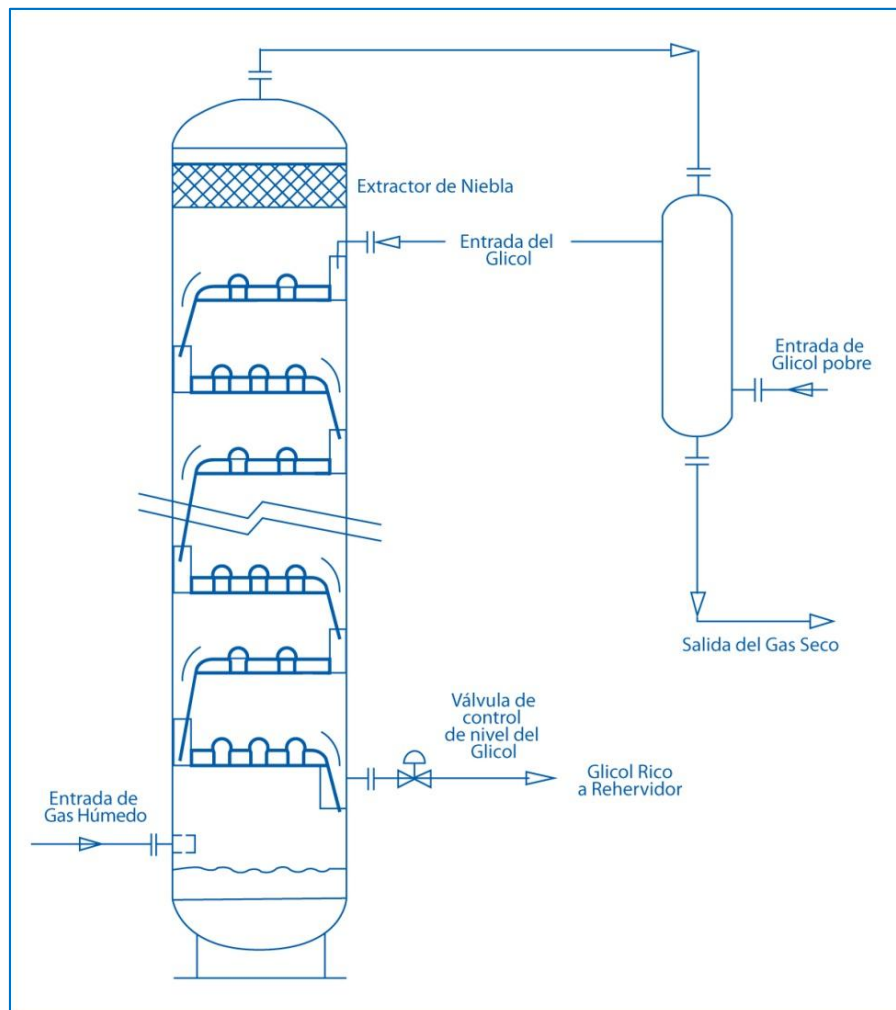 Extractor de Niebla
Entrada del
Glicol
Entrada de
Glicol pobre
Salida del Gas Seco
Válvula de
control
de nivel del
Glicol
Glicol Rico
a Rehervidor
Entrada de
Gas Húmedo